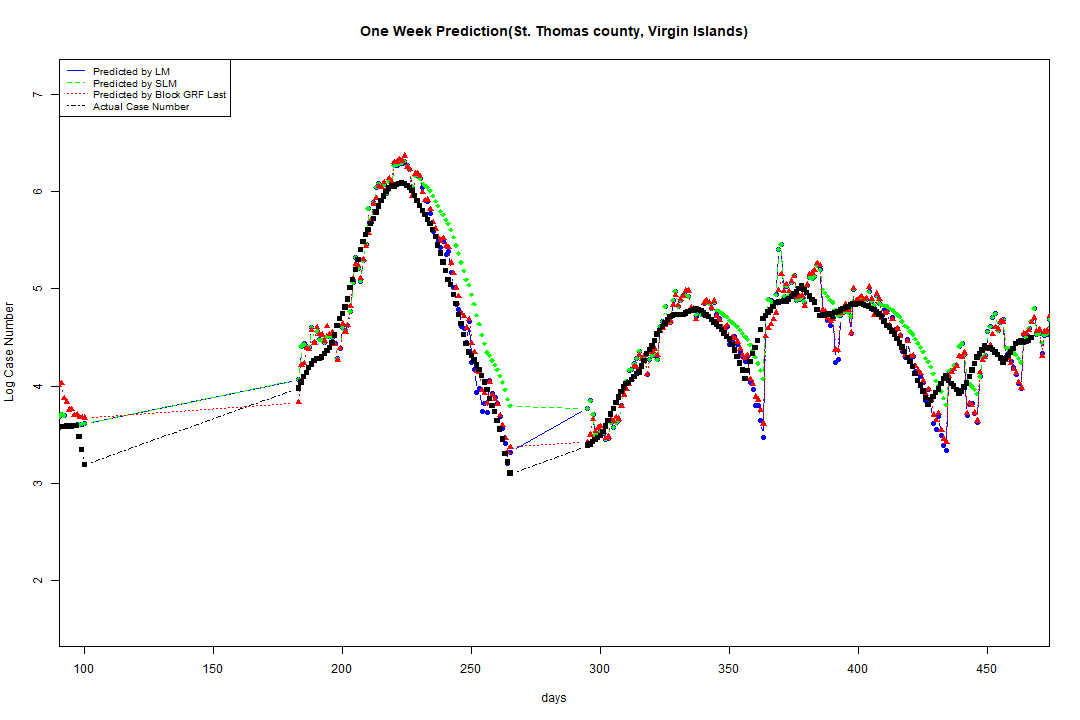 One Week Prediction(St. Thomas county, Virgin Islands)
Predicted by LM
Predicted by SLM
Predicted by Block GRF Last
Actual Case Number
7
6
5
4
3
2
Log Case Number
100 150 200 250 300 350 400 450
days